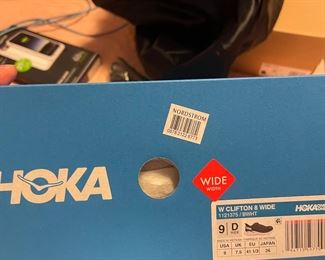 NORDSTROM
HOKA
WIDE
WIDTH
W CLIFTON 8 WIDE
1121375 / BWHT
HOKA
9 D
USA UK EU JAPAN
9 7.5 41 1/3 26